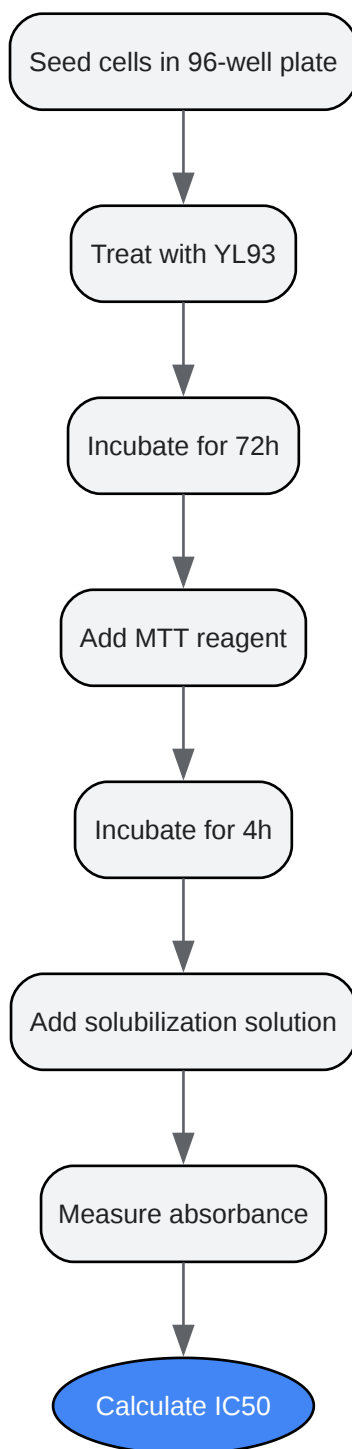 Seed cells in 96-well plate
Treat with YL93
Incubate for 72h
Add MTT reagent
Incubate for 4h
Add solubilization solution
Measure absorbance
Calculate IC50